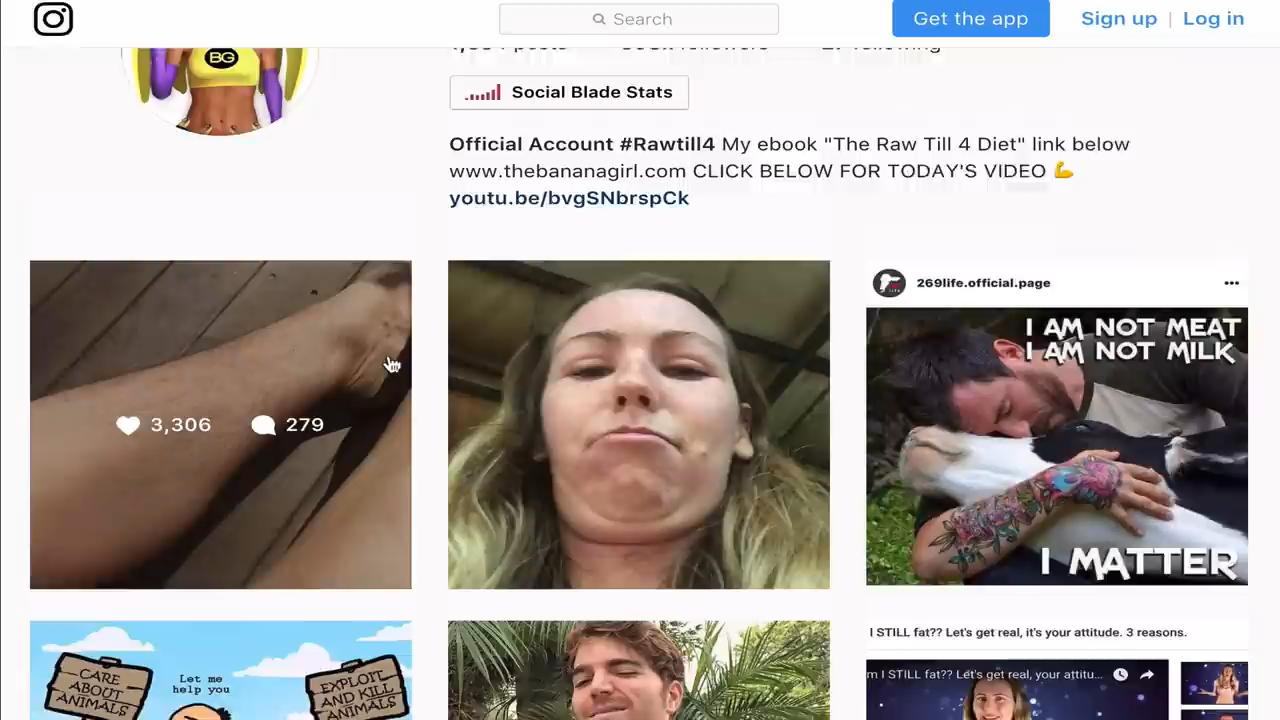 Search
Get the app
Sign up | Log in
BG
Social Blade Stats
Official Account #Rawtill4 My ebook "The Raw Till 4 Diet" link below
www.thebananagirl.com CLICK BELOW FOR TODAY'S VIDEO 💪
youtu.be/bvgSNbrspCk
3,306 279
269life.official.page
I AM NOT MEAT
I AM NOT MILK
I MATTER
CARE
ABOUT
ANIMALS
Let me
help you
EXPLOIT
AND KILL
ANIMALS
I STILL fat?? Let's get real, it's your attitude. 3 reasons.
m I STILL fat?? Let's get real, your attitu...